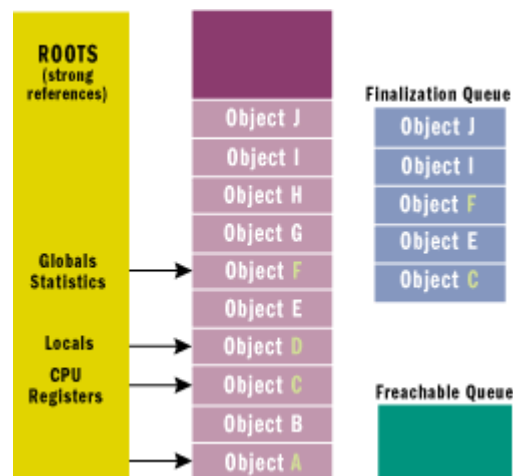 ROOTS
(strong
references)
Globals
Statistics
Locals
CPU
Registers
Object J
Object I
Object H
Object G
Object F
Object E
Object D
Object C
Object B
Object A
Finalization Queue
Object J
Object I
Object F
Object E
Object C
Freachable Queue